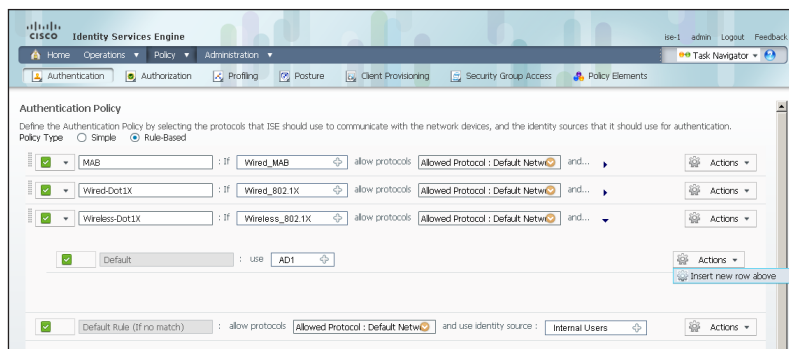 CISCO Identity Services Engine
ise-1 admin Logout Feedback
Home Operations Policy Administration
Task Navigator
Authentication Authorization Profiling Posture Client Provisioning Security Group Access Policy Elements
Authentication Policy
Define the Authentication Policy by selecting the protocols that ISE should use to communicate with the network devices, and the identity sources that it should use for authentication.
Policy Type Simple Rule-Based
MAB : If Wired_MAB allow protocols Allowed Protocol : Default Netw and... Actions
Wired-Dot1X : If Wired_802.1X allow protocols Allowed Protocol : Default Netw and... Actions
Wireless-Dot1X : If Wireless_802.1X allow protocols Allowed Protocol : Default Netw and... Actions
Default : use AD1 Actions
Insert new row above
Default Rule (If no match) : allow protocols Allowed Protocol : Default Netw and use identity source : Internal Users Actions